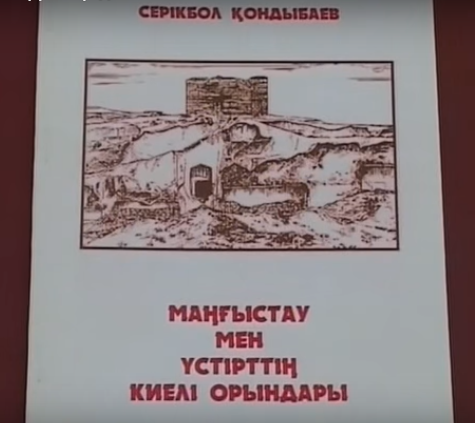 СЕРІКБОЛ ҚОНДЫБАЕВ
МАҢҒЫСТАУ
МЕН
ҮСТІРТТІҢ
КИЕЛІ ОРЫНДАРЫ